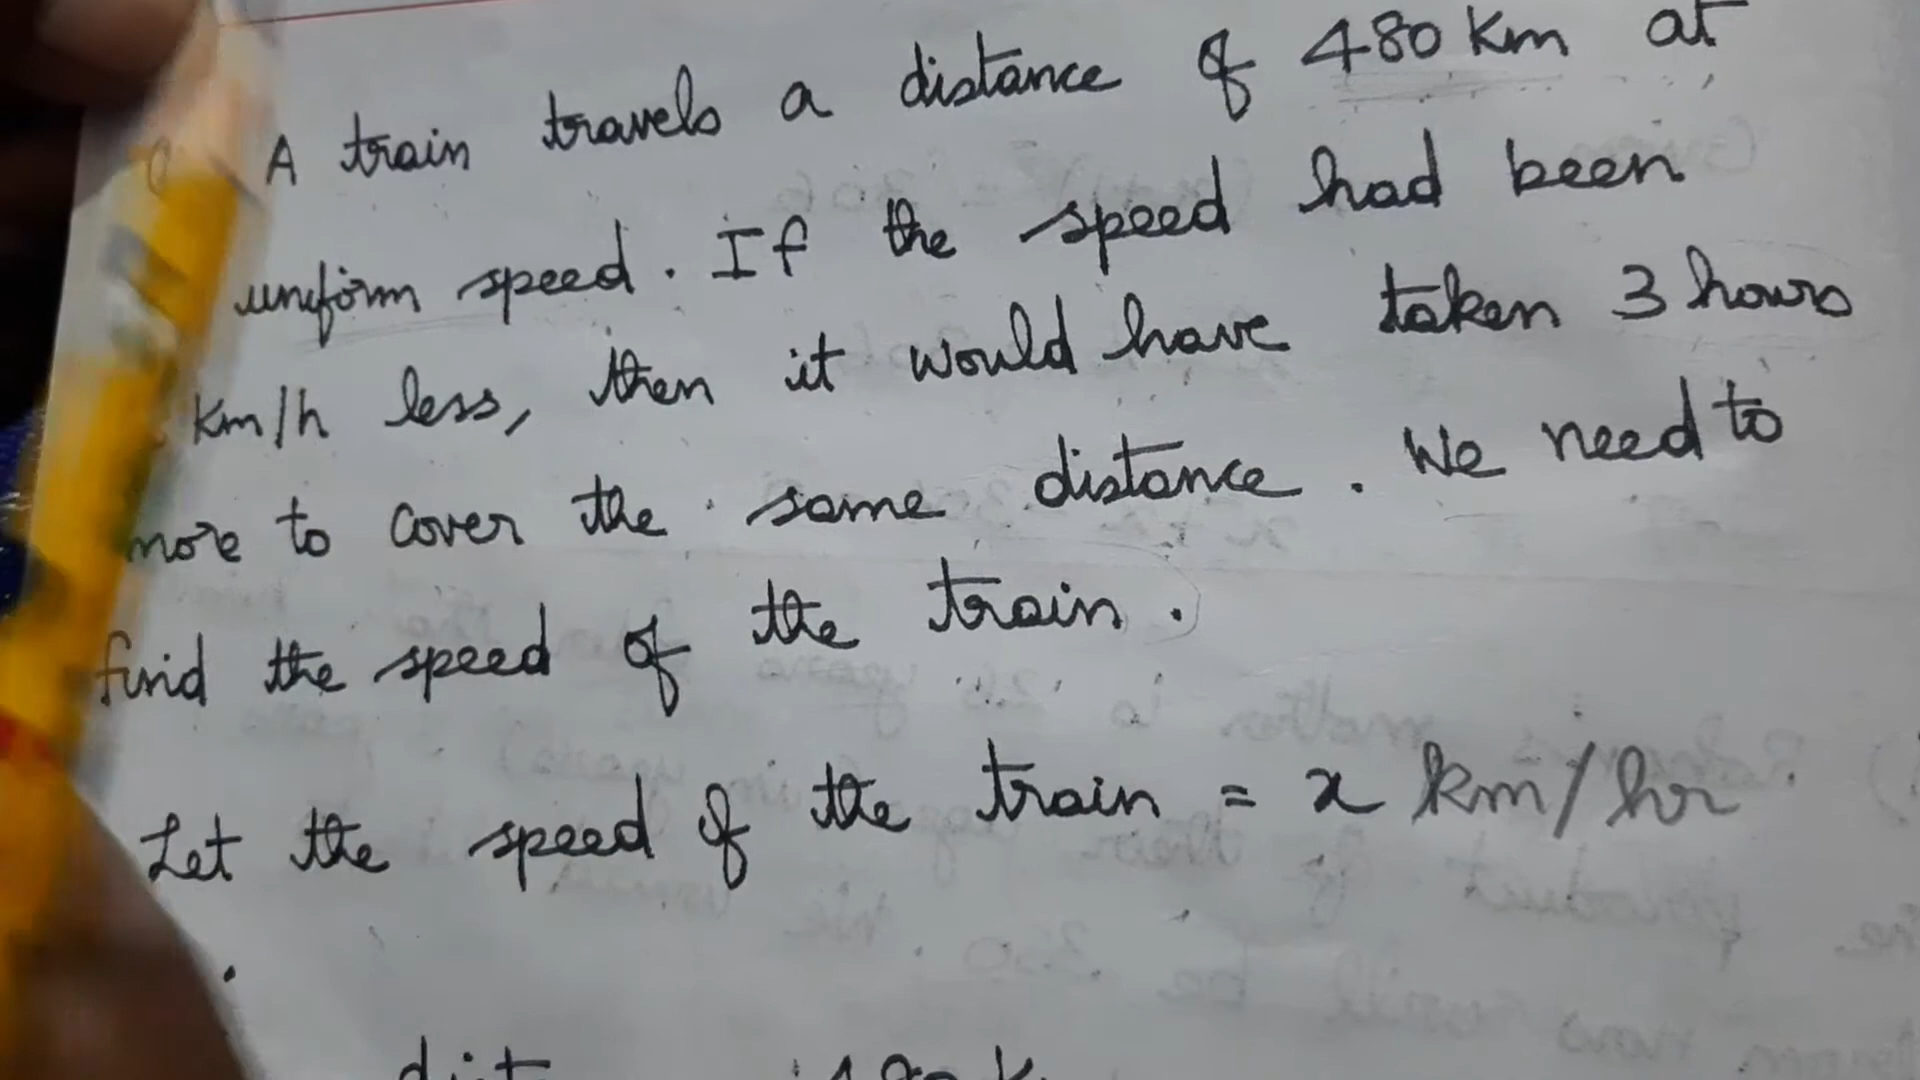 A train travels a distance of 480 km at
uniform speed. If the speed had been
km/h less, then it would have taken 3 hours
more to cover the same distance. We need to
find the speed of the train.
Let the speed of the train = x km/hr